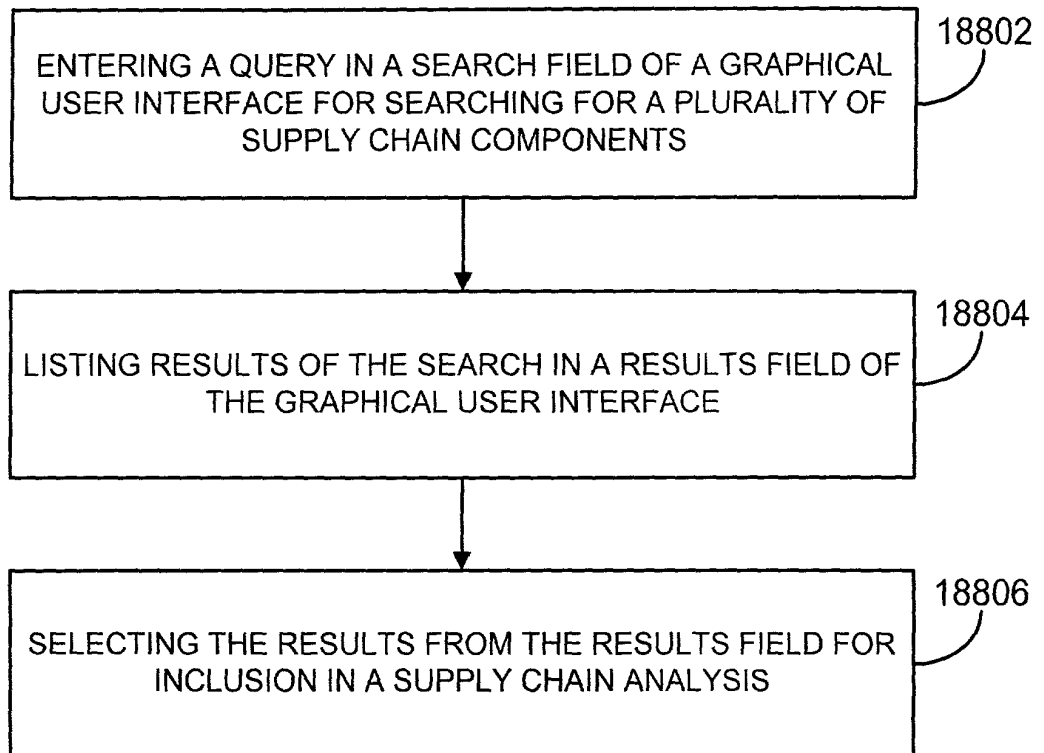 18802
ENTERING A QUERY IN A SEARCH FIELD OF A GRAPHICAL
USER INTERFACE FOR SEARCHING FOR A PLURALITY OF
SUPPLY CHAIN COMPONENTS
18804
LISTING RESULTS OF THE SEARCH IN A RESULTS FIELD OF
THE GRAPHICAL USER INTERFACE
18806
SELECTING THE RESULTS FROM THE RESULTS FIELD FOR
INCLUSION IN A SUPPLY CHAIN ANALYSIS